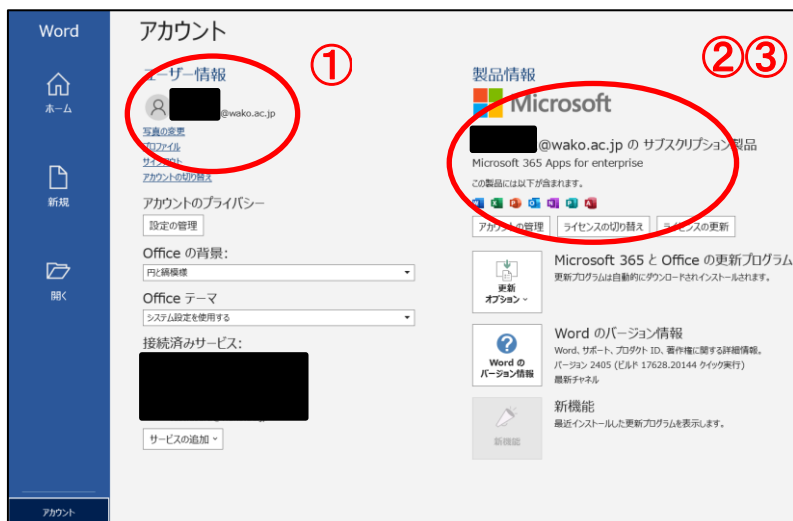 Word
ホーム
新規
開く
アカウント
アカウント
①
ユーザー情報
@wako.ac.jp
写真の変更
プロファイル
サインアウト
アカウントの切り替え
アカウントのプライバシー
設定の管理
Office の背景:
円と縞模様
Office テーマ
システム設定を使用する
接続済みサービス:
サービスの追加
②③
製品情報
Microsoft
@wako.ac.jp の サブスクリプション製品
Microsoft 365 Apps for enterprise
この製品には以下が含まれます。
アカウントの管理 ライセンスの切り替え ライセンスの更新
更新
オプション
Microsoft 365 と Office の更新プログラム
更新プログラムは自動的にダウンロードされインストールされます。
Word の
バージョン情報
Word のバージョン情報
Word、サポート、プロダクト ID、著作権に関する詳細情報。
バージョン 2405 (ビルド 17628.20144 クイック実行)
最新チャネル
新機能
新機能
最近インストールした更新プログラムを表示します。